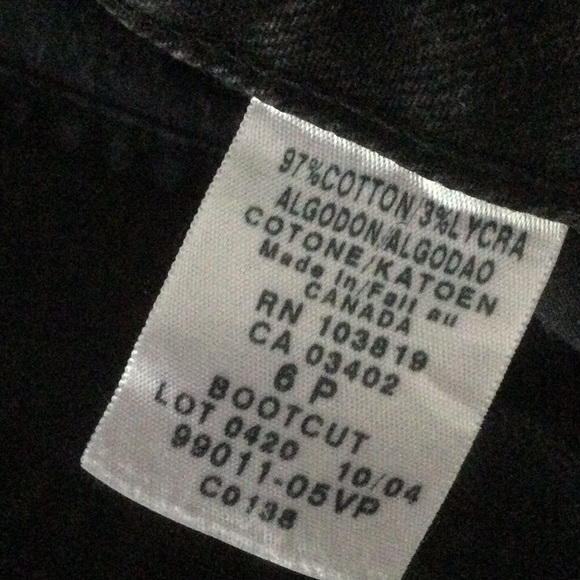 97%COTTON/3%LYCRA
ALGODON/ALGODAO
COTONE/KATOEN
Made in/Fait au
CANADA
RN 103819
CA 03402
6 P
BOOTCUT
LOT 0420 10/04
99011-05VP
C0138